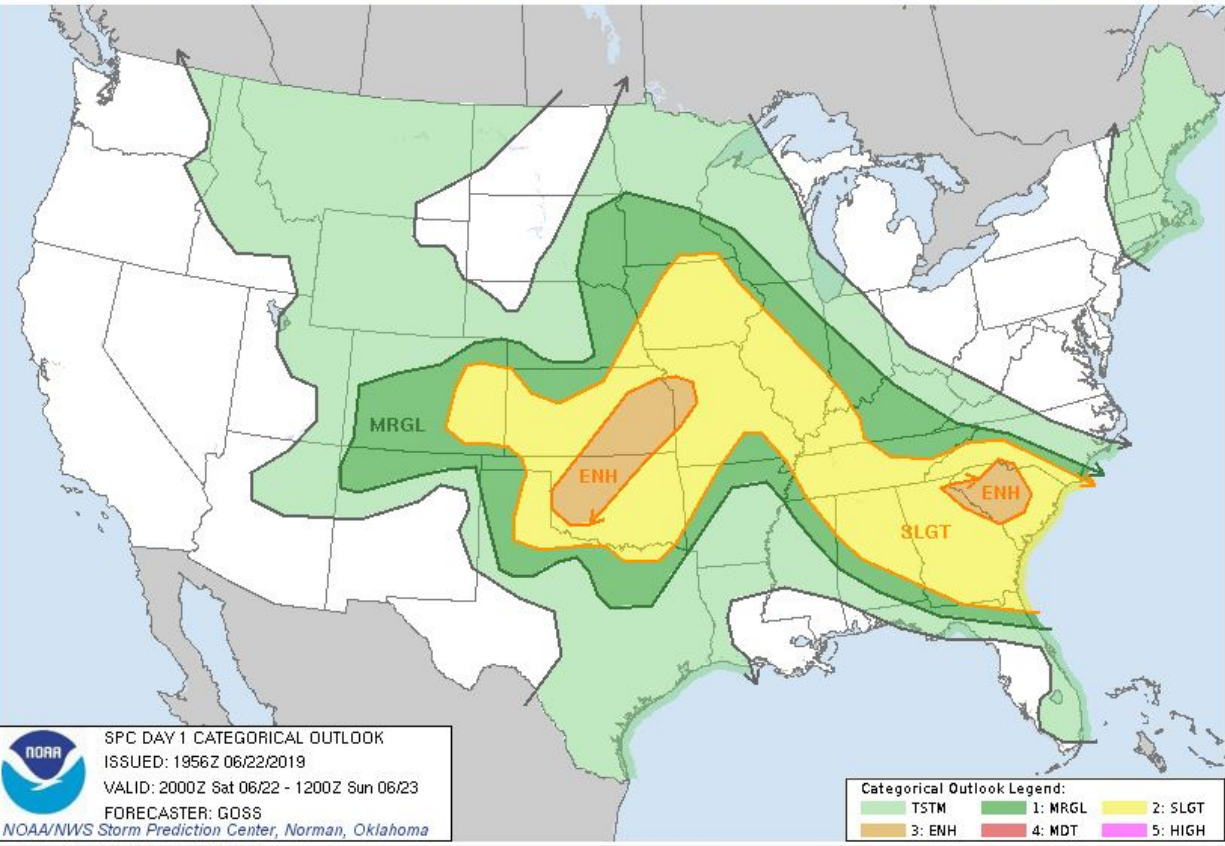 MRGL
ENH
ENH
SLGT
NOAA
SPC DAY 1 CATEGORICAL OUTLOOK
ISSUED: 1956Z 06/22/2019
VALID: 2000Z Sat 06/22 - 1200Z Sun 06/23
FORECASTER: GOSS
NOAA/NWS Storm Prediction Center, Norman, Oklahoma
Categorical Outlook Legend:
TSTM 1: MRGL 2: SLGT
3: ENH 4: MDT 5: HIGH